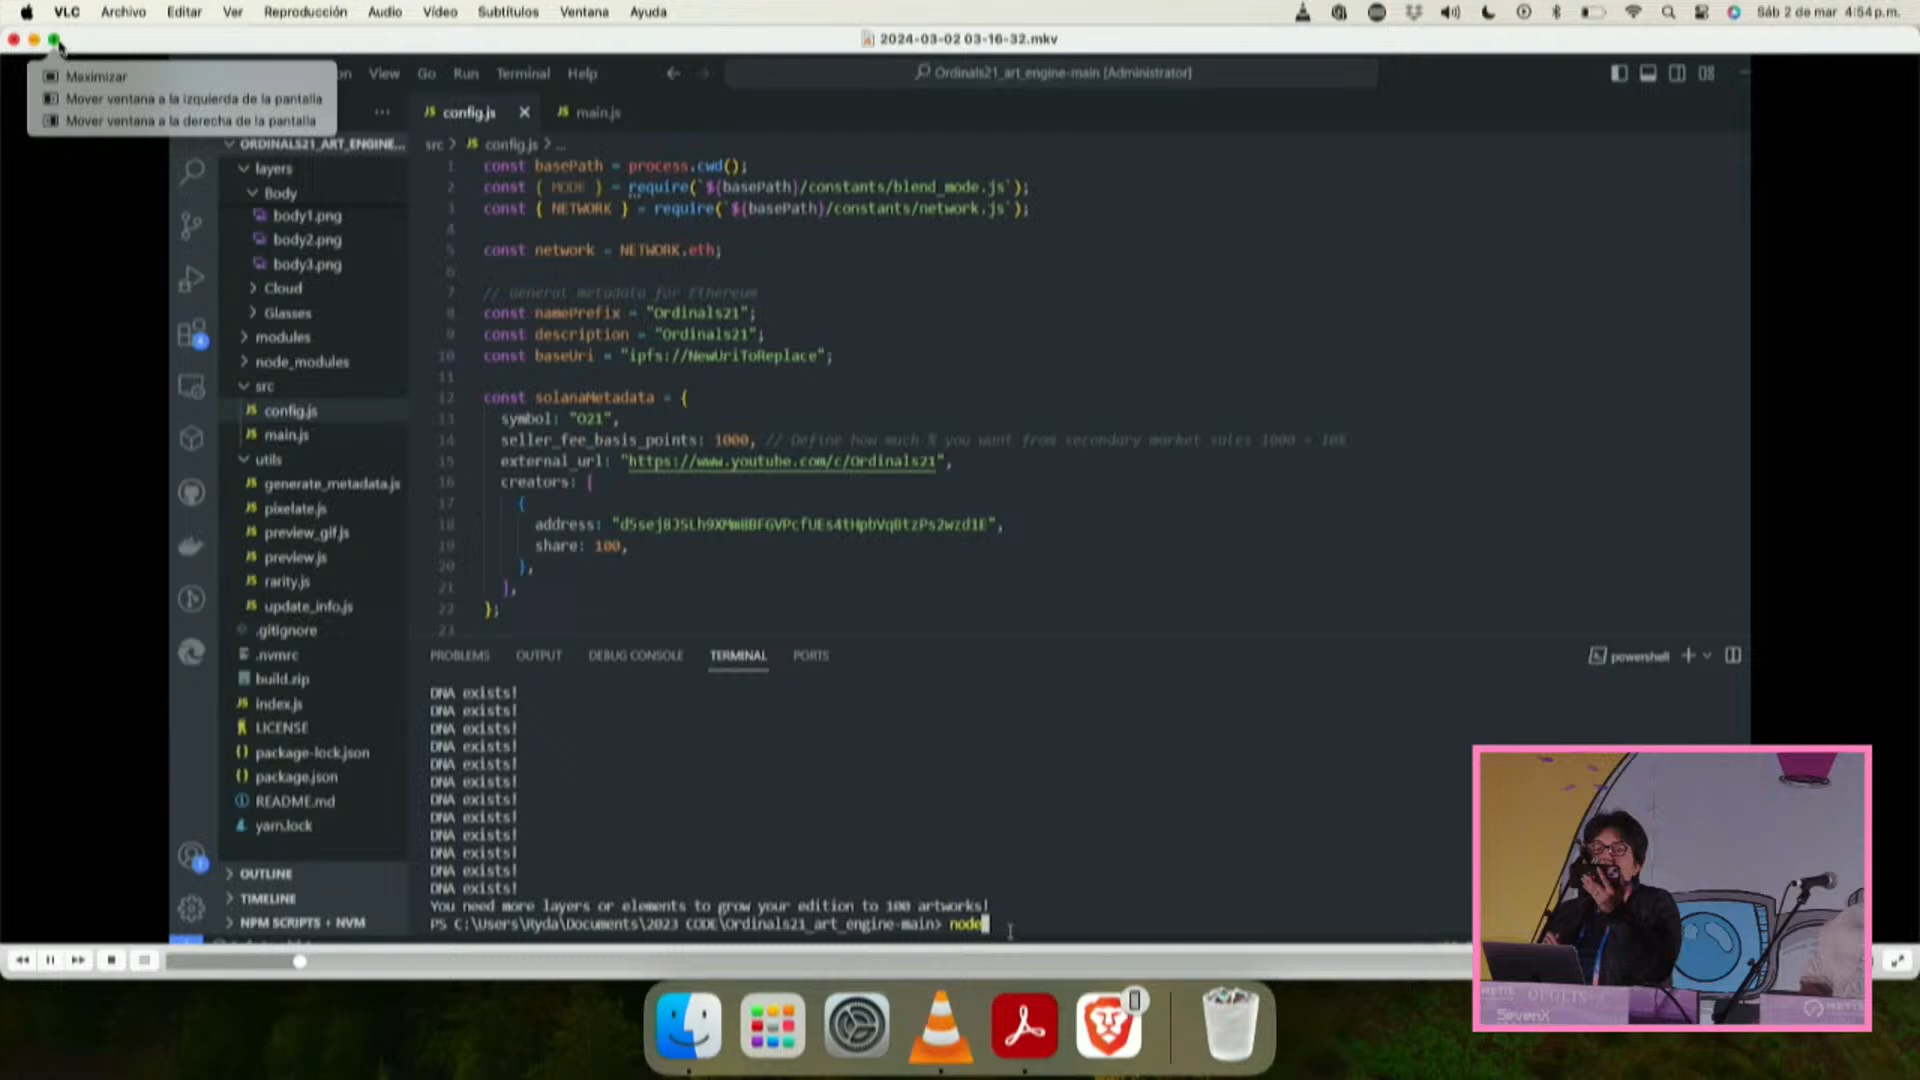 VLC Archivo Editar Ver Reproducción Audio Vídeo Subtítulos Ventana Ayuda Sáb 2 de mar 4:54 p.m.
2024-03-02 03-16-32.mkv
Maximizar
Mover ventana a la izquierda de la pantalla
Mover ventana a la derecha de la pantalla
View Go Run Terminal Help Ordinals21_art_engine-main [Administrator]
JS config.js JS main.js
ORDINALS21_ART_ENGINE...
layers
Body
body1.png
body2.png
body3.png
Cloud
Glasses
modules
node_modules
src
JS config.js
JS main.js
utils
JS generate_metadata.js
JS pixelate.js
JS preview_gif.js
JS preview.js
JS rarity.js
JS update_info.js
.gitignore
.nvmrc
build.zip
JS index.js
LICENSE
{} package-lock.json
{} package.json
README.md
yarn.lock
OUTLINE
TIMELINE
NPM SCRIPTS + NVM
src > JS config.js > ...
1 const basePath = process.cwd();
2 const { MODE } = require(`${basePath}/constants/blend_mode.js`);
3 const { NETWORK } = require(`${basePath}/constants/network.js`);
4
5 const network = NETWORK.eth;
6
7 // General metadata for Ethereum
8 const namePrefix = "Ordinals21";
9 const description = "Ordinals21";
10 const baseUri = "ipfs://NewUriToReplace";
11
12 const solanaMetadata = {
13 symbol: "O21",
14 seller_fee_basis_points: 1000, // Define how much % you want from secondary market sales 1000 = 10%
15 external_url: "https://www.youtube.com/c/Ordinals21",
16 creators: [
17 {
18 address:
19 share: 100,
20 },
21 ],
22 };
23
PROBLEMS OUTPUT DEBUG CONSOLE TERMINAL PORTS powershell
DNA exists!
DNA exists!
DNA exists!
DNA exists!
DNA exists!
DNA exists!
DNA exists!
DNA exists!
DNA exists!
DNA exists!
DNA exists!
DNA exists!
You need more layers or elements to grow your edition to 100 artworks!
PS C:\Users\Ryda\Documents\2023 CODE\Ordinals21_art_engine-main> node
SevenX
METIS